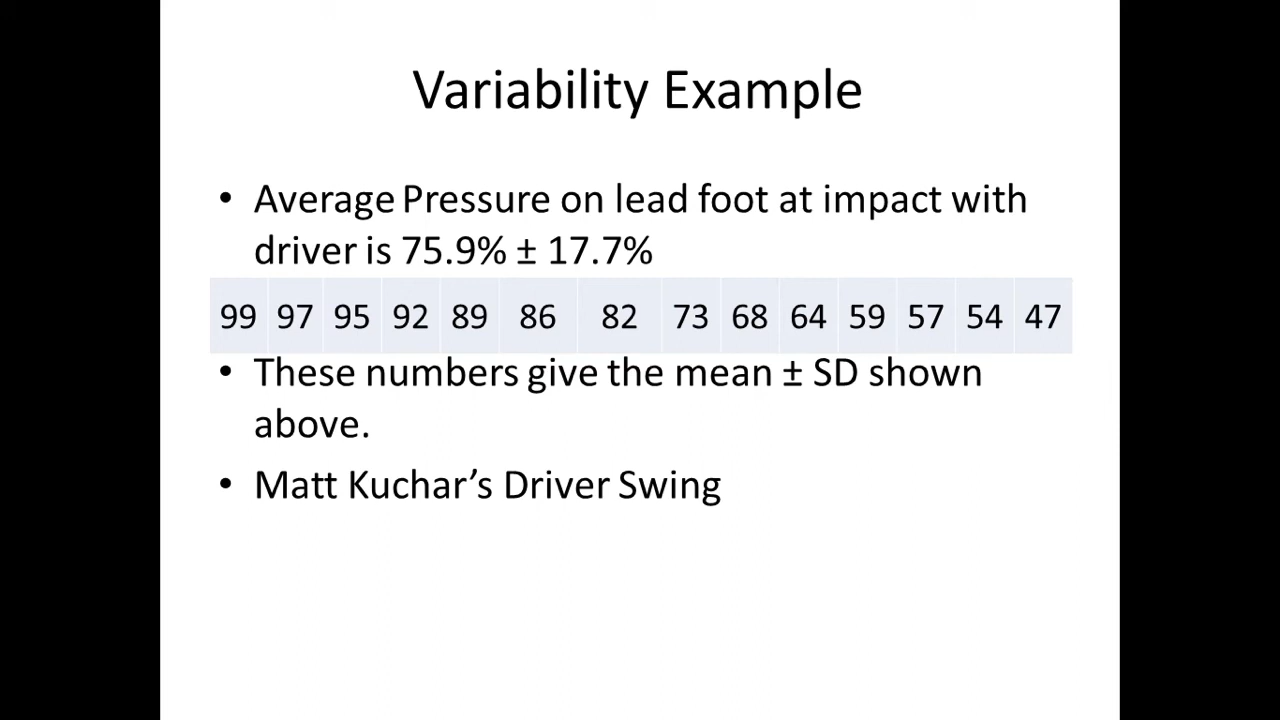 Variability Example
• Average Pressure on lead foot at impact with
driver is 75.9% ± 17.7%
99 97 95 92 89 86 82 73 68 64 59 57 54 47
• These numbers give the mean ± SD shown
above.
• Matt Kuchar’s Driver Swing